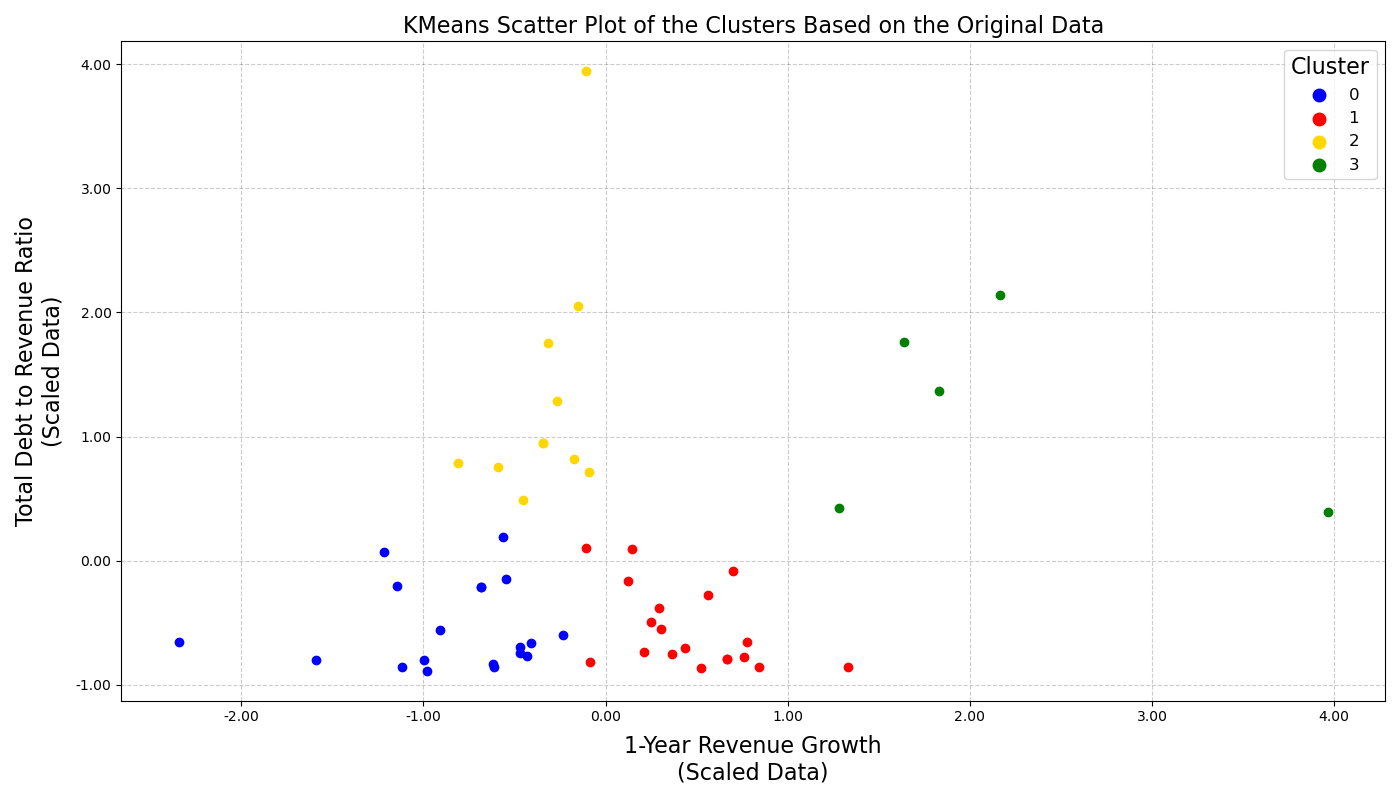 KMeans Scatter Plot of the Clusters Based on the Original Data
Cluster
0
1
2
3
Total Debt to Revenue Ratio
(Scaled Data)
4.00
3.00
2.00
1.00
0.00
-1.00
-2.00 -1.00 0.00 1.00 2.00 3.00 4.00
1-Year Revenue Growth
(Scaled Data)